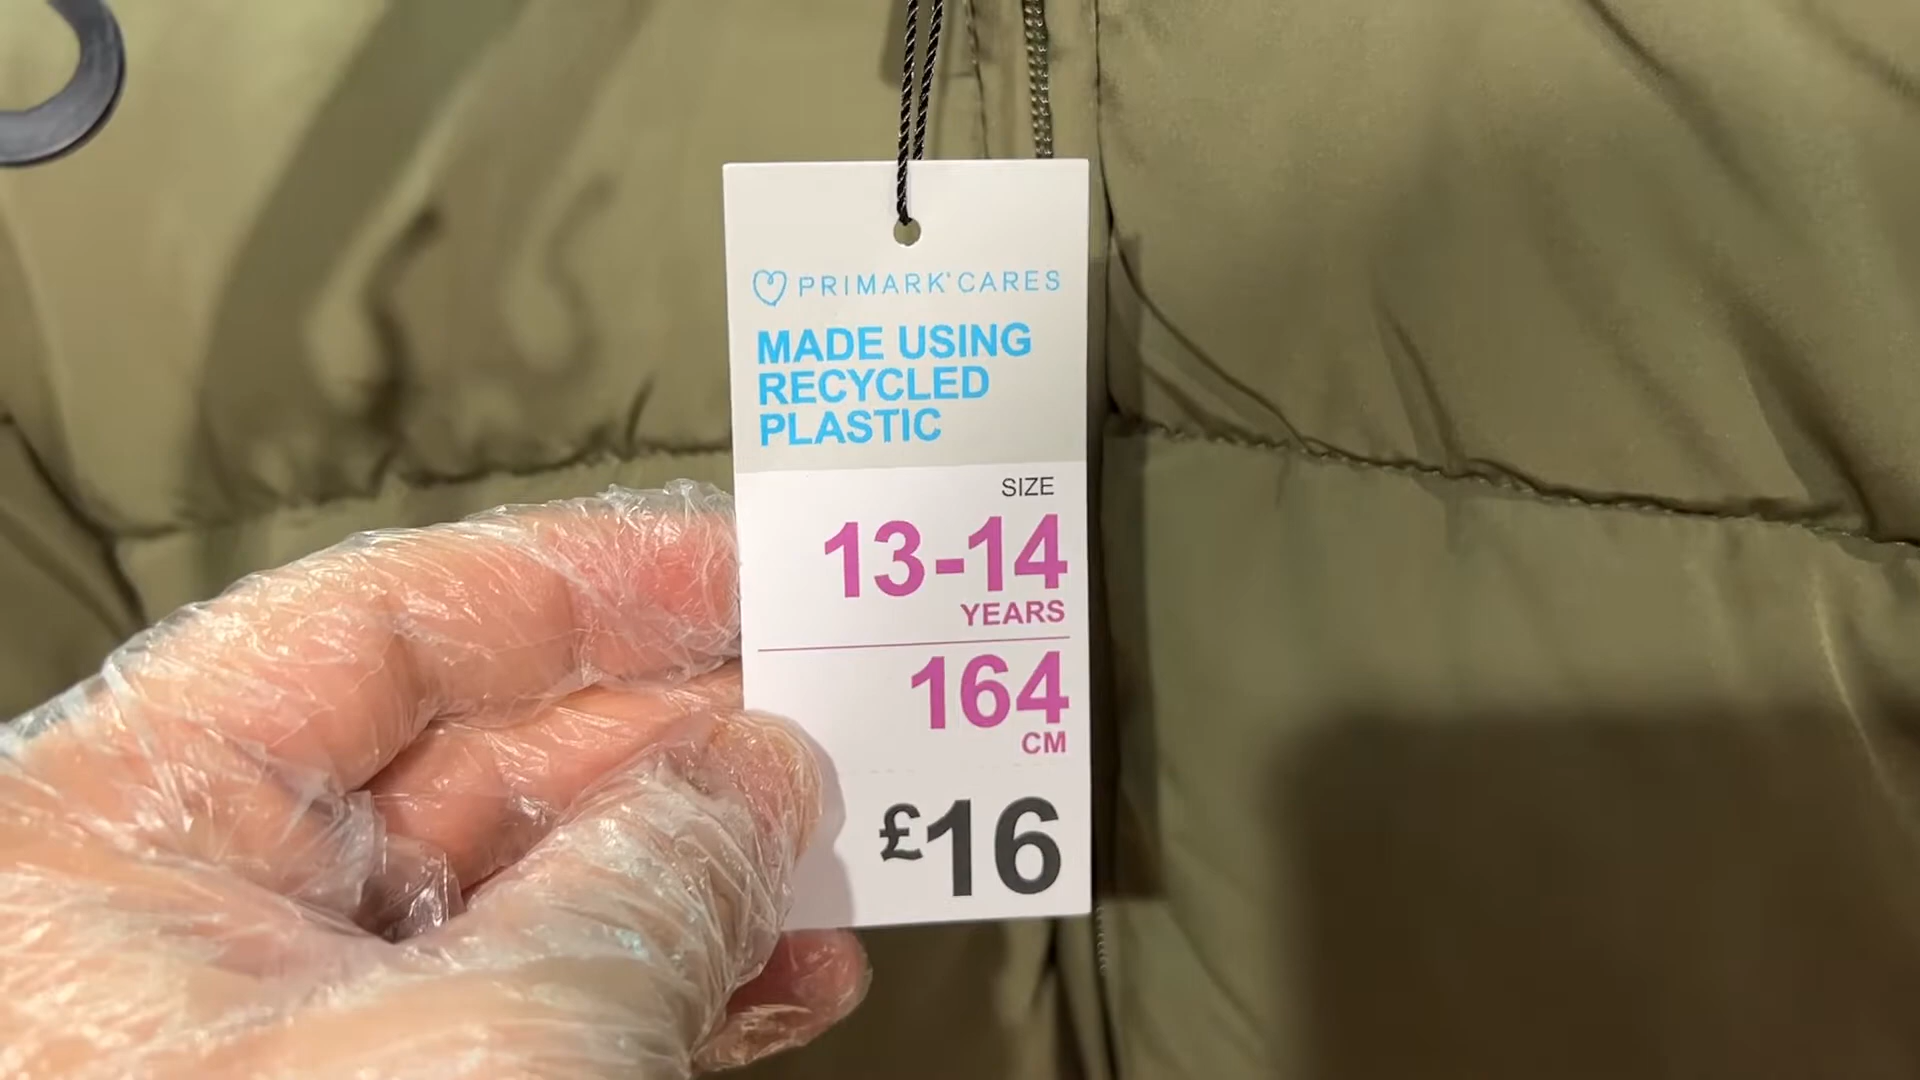 PRIMARK® CARES
MADE USING
RECYCLED
PLASTIC
SIZE
13-14
YEARS
164
CM
£16